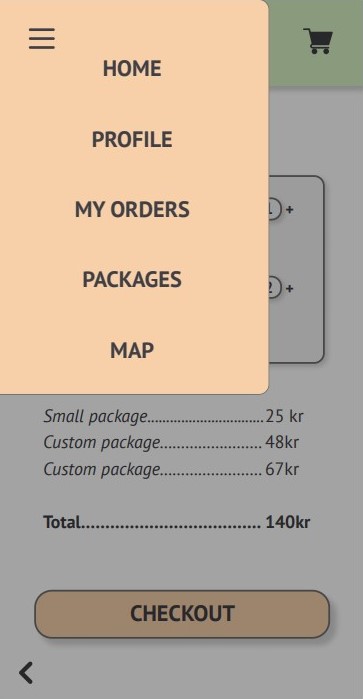 HOME
PROFILE
MY ORDERS
1 +
PACKAGES
2 +
MAP
Small package..............................25 kr
Custom package......................48kr
Custom package......................67kr
Total..................................... 140kr
CHECKOUT